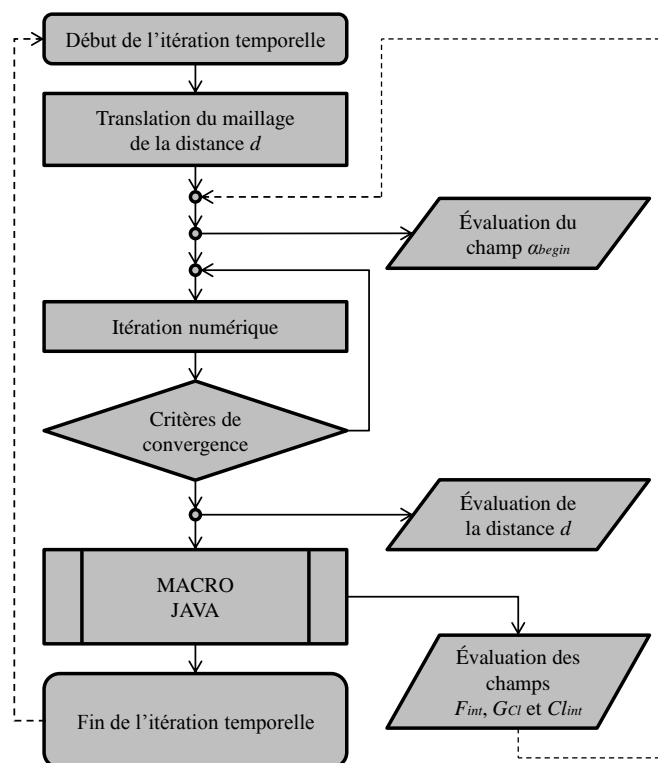 Début de l’itération temporelle
Translation du maillage
de la distance d
Évaluation du
champ αbegin
Itération numérique
Critères de
convergence
Évaluation de
la distance d
MACRO
JAVA
Évaluation des
champs
Fint, GCl et Clint
Fin de l’itération temporelle